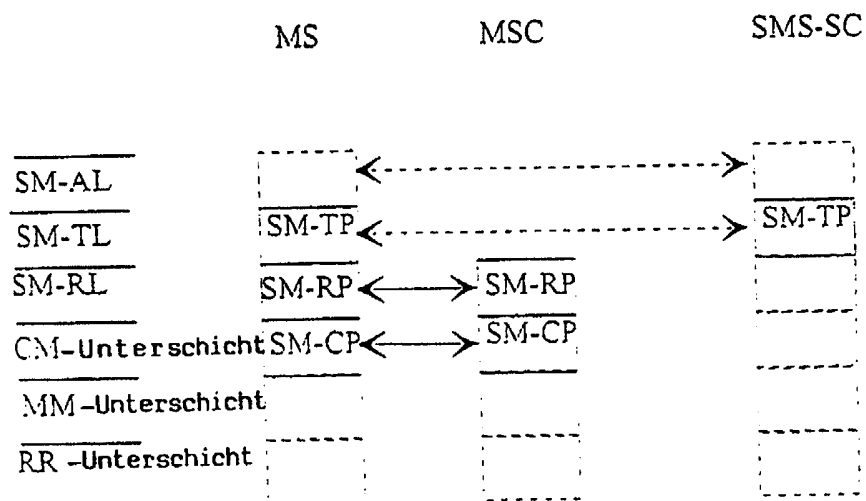 MS MSC SMS-SC
SM-AL
SM-TL SM-TP SM-TP
SM-RL SM-RP SM-RP
CM-Unterschicht SM-CP SM-CP
MM-Unterschicht
RR-Unterschicht